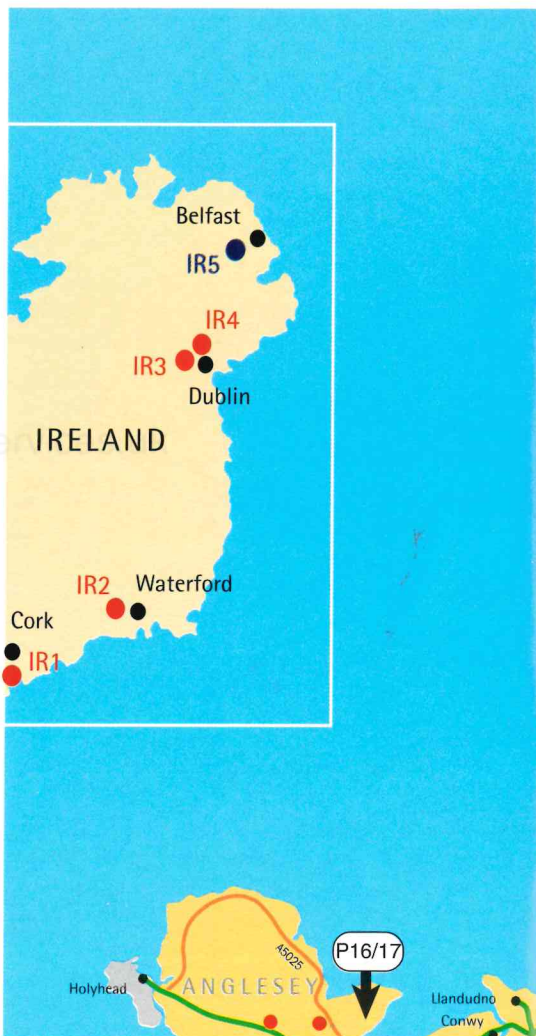 Belfast
IR5
IR4
IR3
Dublin
IRELAND
IR2
Waterford
Cork
IR1
A5025
P16/17
Holyhead
ANGLESEY
Llandudno
Conwy